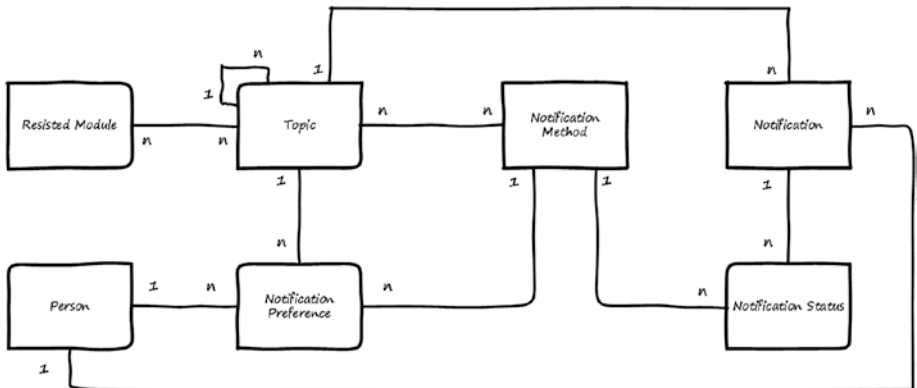 n
1
1
n
Resisted Module
n
n
Topic
n
n
Notification
Method
Notification
n
1
1
1
1
n
n
Person
1
n
Notification
Preference
n
n
Notification Status
1